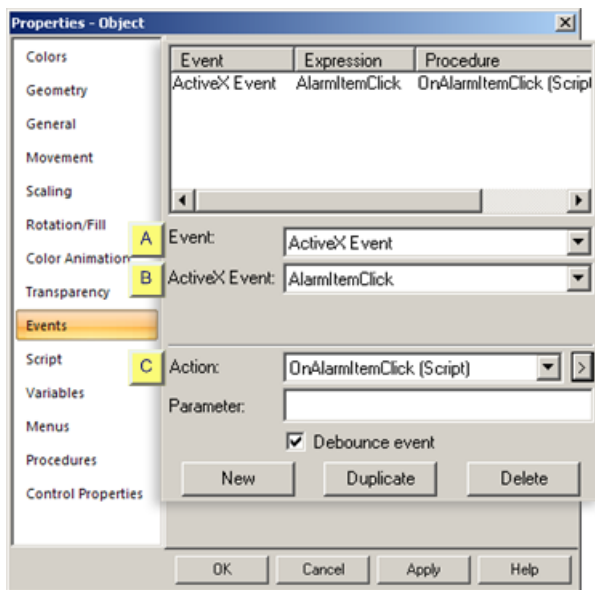 Properties - Object
Colors
Geometry
General
Movement
Scaling
Rotation/Fill
Color Animation
Transparency
Events
Script
Variables
Menus
Procedures
Control Properties
Event Expression Procedure
ActiveX Event AlarmItemClick OnAlarmItemClick (Script
A Event: ActiveX Event
B ActiveX Event: AlarmItemClick
C Action: OnAlarmItemClick (Script) >
Parameter:
Debounce event
New Duplicate Delete
OK Cancel Apply Help